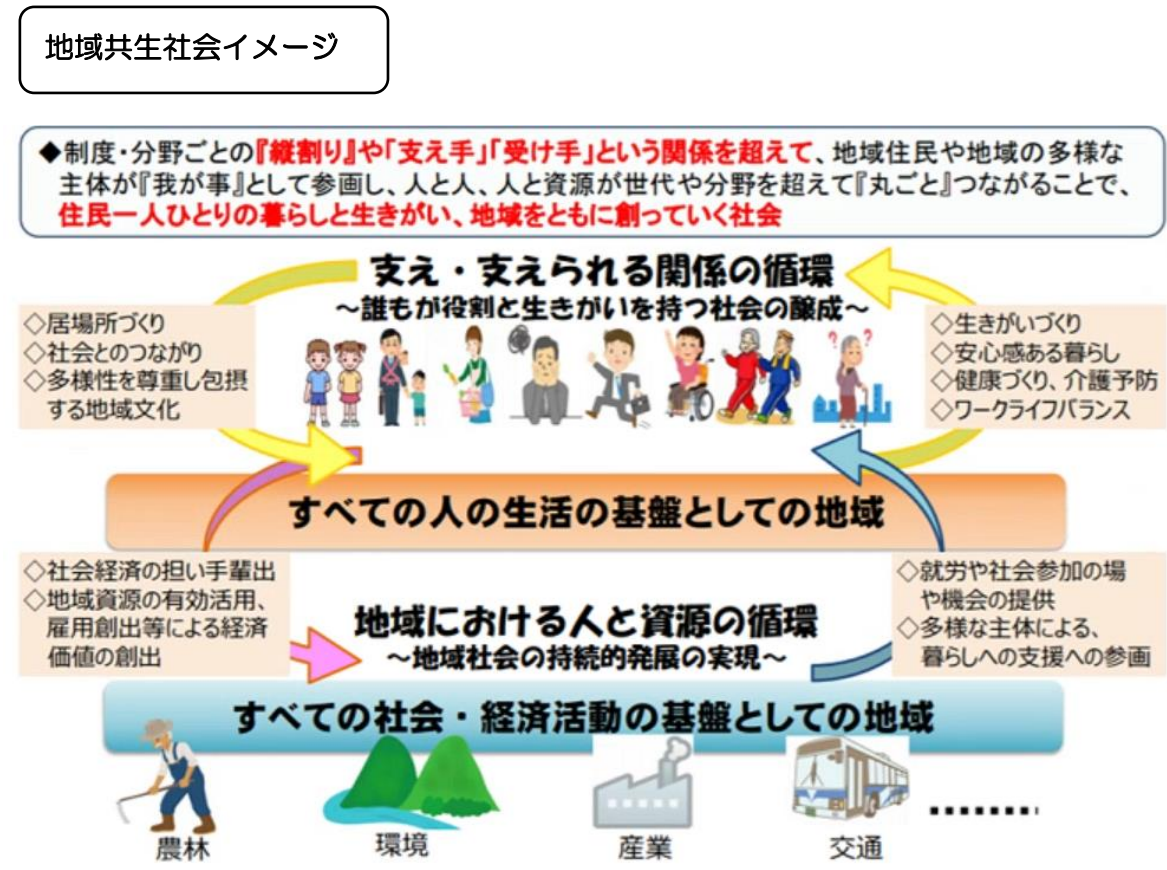 地域共生社会イメージ
◆制度・分野ごとの『縦割り』や「支え手」「受け手」という関係を超えて、地域住民や地域の多様な
主体が『我が事』として参画し、人と人、人と資源が世代や分野を超えて『丸ごと』つながることで、
住民一人ひとりの暮らしと生きがい、地域をともに創っていく社会
支え・支えられる関係の循環
～誰もが役割と生きがいを持つ社会の醸成～
◇居場所づくり
◇社会とのつながり
◇多様性を尊重し包摂
する地域文化
◇生きがいづくり
◇安心感ある暮らし
◇健康づくり、介護予防
◇ワークライフバランス
? ?
すべての人の生活の基盤としての地域
◇社会経済の担い手輩出
◇地域資源の有効活用、
雇用創出等による経済
価値の創出
地域における人と資源の循環
～地域社会の持続的発展の実現～
◇就労や社会参加の場
や機会の提供
◇多様な主体による、
暮らしへの支援への参画
すべての社会・経済活動の基盤としての地域
農林
環境
産業
交通